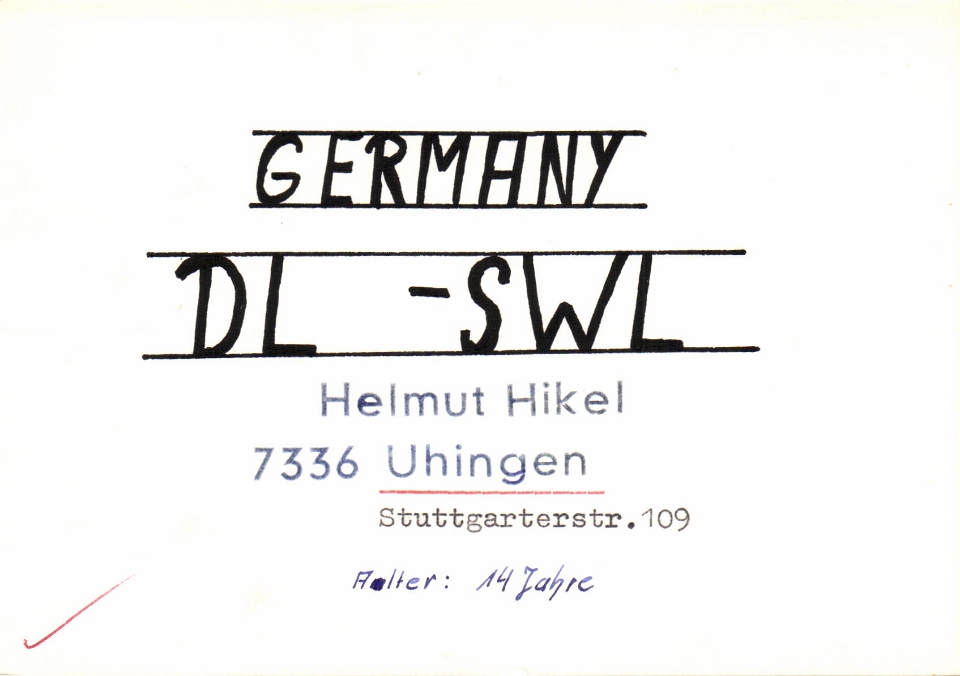 GERMANY
DL -SWL
Helmut Hikel
7336 Uhingen
Stuttgarterstr.109
Alter: 14 Jahre